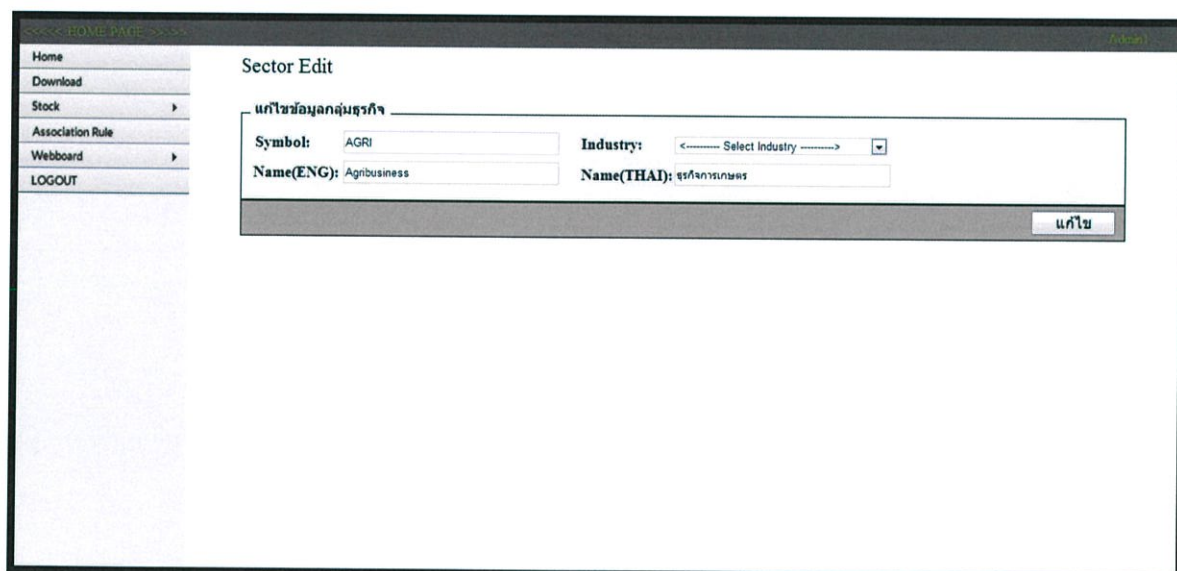 <<<<< HOME PAGE >>>>>
Admin1
Home
Download
Stock
Association Rule
Webboard
LOGOUT
Sector Edit
แก้ไขข้อมูลกลุ่มธุรกิจ
Symbol: AGRI Industry: <---------- Select Industry ---------->
Name(ENG): Agribusiness Name(THAI): ธุรกิจการเกษตร
แก้ไข